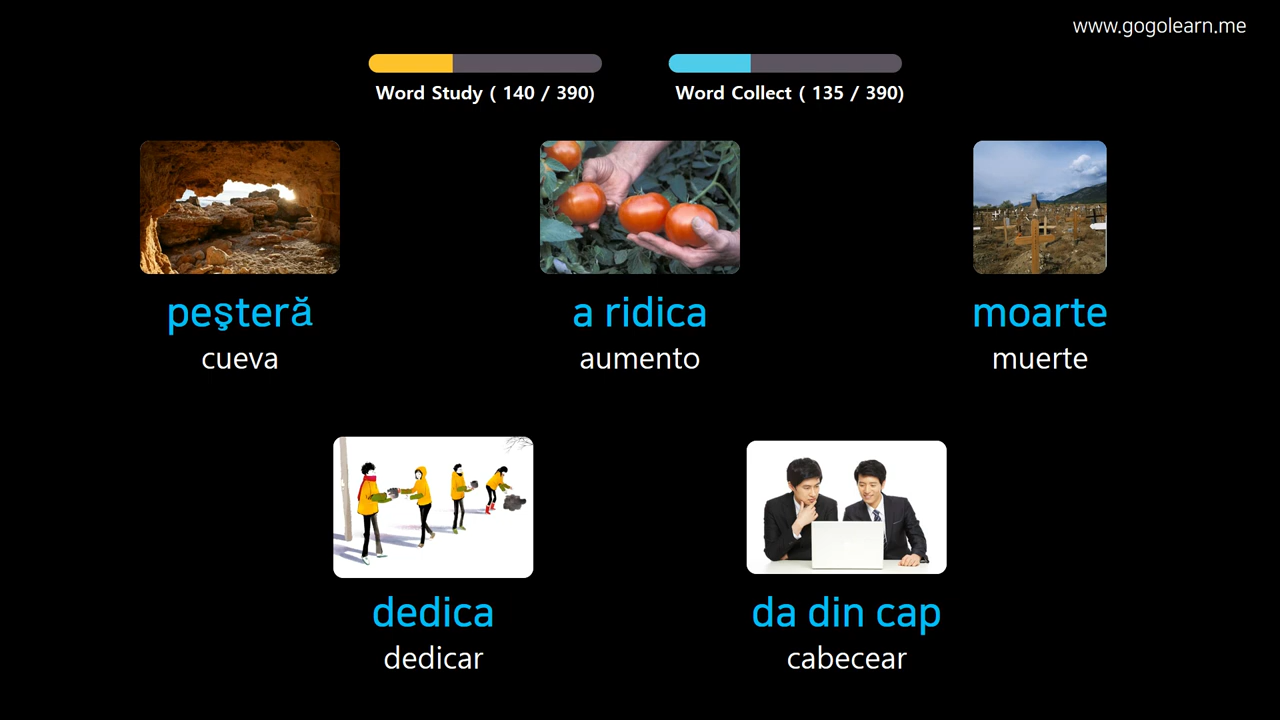 www.gogolearn.me
Word Study ( 140 / 390)
Word Collect ( 135 / 390)
peşteră
cueva
a ridica
aumento
moarte
muerte
dedica
dedicar
da din cap
cabecear